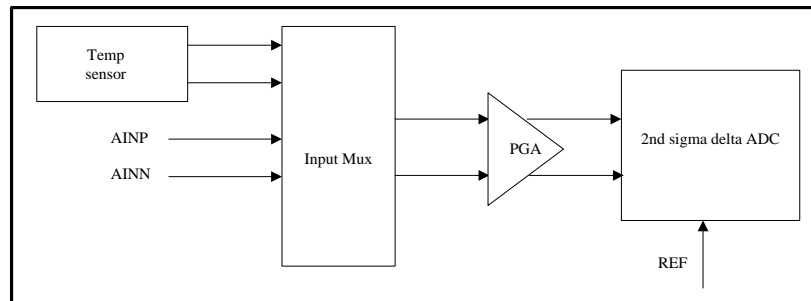 Temp
sensor
AINP
AINN
Input Mux
PGA
2nd sigma delta ADC
REF